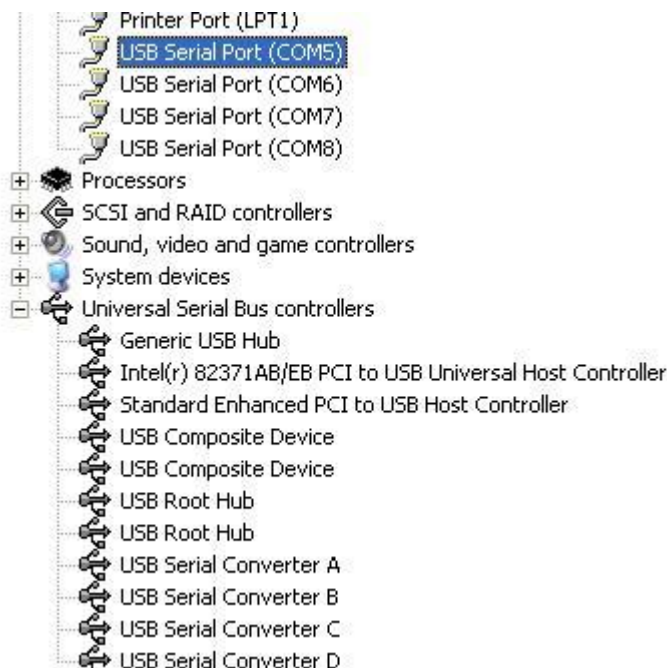 Printer Port (LPT1)
USB Serial Port (COM5)
USB Serial Port (COM6)
USB Serial Port (COM7)
USB Serial Port (COM8)
Processors
SCSI and RAID controllers
Sound, video and game controllers
System devices
Universal Serial Bus controllers
Generic USB Hub
Intel(r) 82371AB/EB PCI to USB Universal Host Controller
Standard Enhanced PCI to USB Host Controller
USB Composite Device
USB Composite Device
USB Root Hub
USB Root Hub
USB Serial Converter A
USB Serial Converter B
USB Serial Converter C
USB Serial Converter D